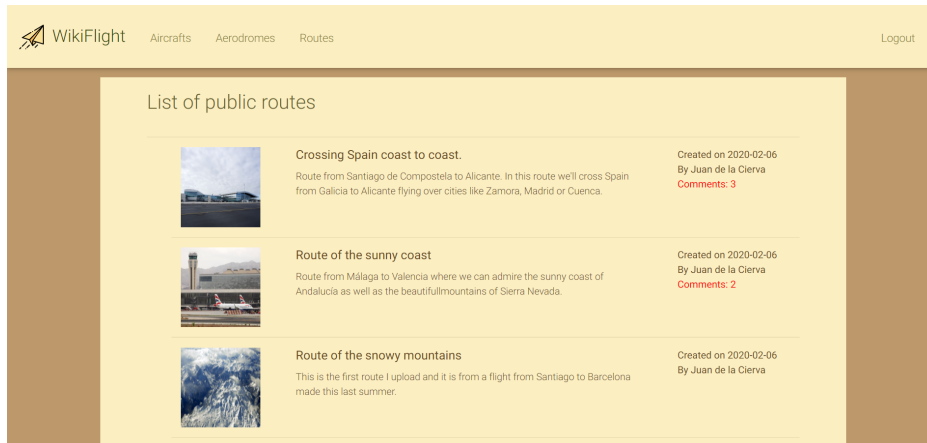 WikiFlight
Aircrafts
Aerodromes
Routes
Logout
List of public routes
Crossing Spain coast to coast.
Route from Santiago de Compostela to Alicante. In this route we'll cross Spain
from Galicia to Alicante flying over cities like Zamora, Madrid or Cuenca.
Created on 2020-02-06
By Juan de la Cierva
Comments: 3
Route of the sunny coast
Route from Málaga to Valencia where we can admire the sunny coast of
Andalucía as well as the beautifullmountains of Sierra Nevada.
Created on 2020-02-06
By Juan de la Cierva
Comments: 2
Route of the snowy mountains
This is the first route I upload and it is from a flight from Santiago to Barcelona
made this last summer.
Created on 2020-02-06
By Juan de la Cierva